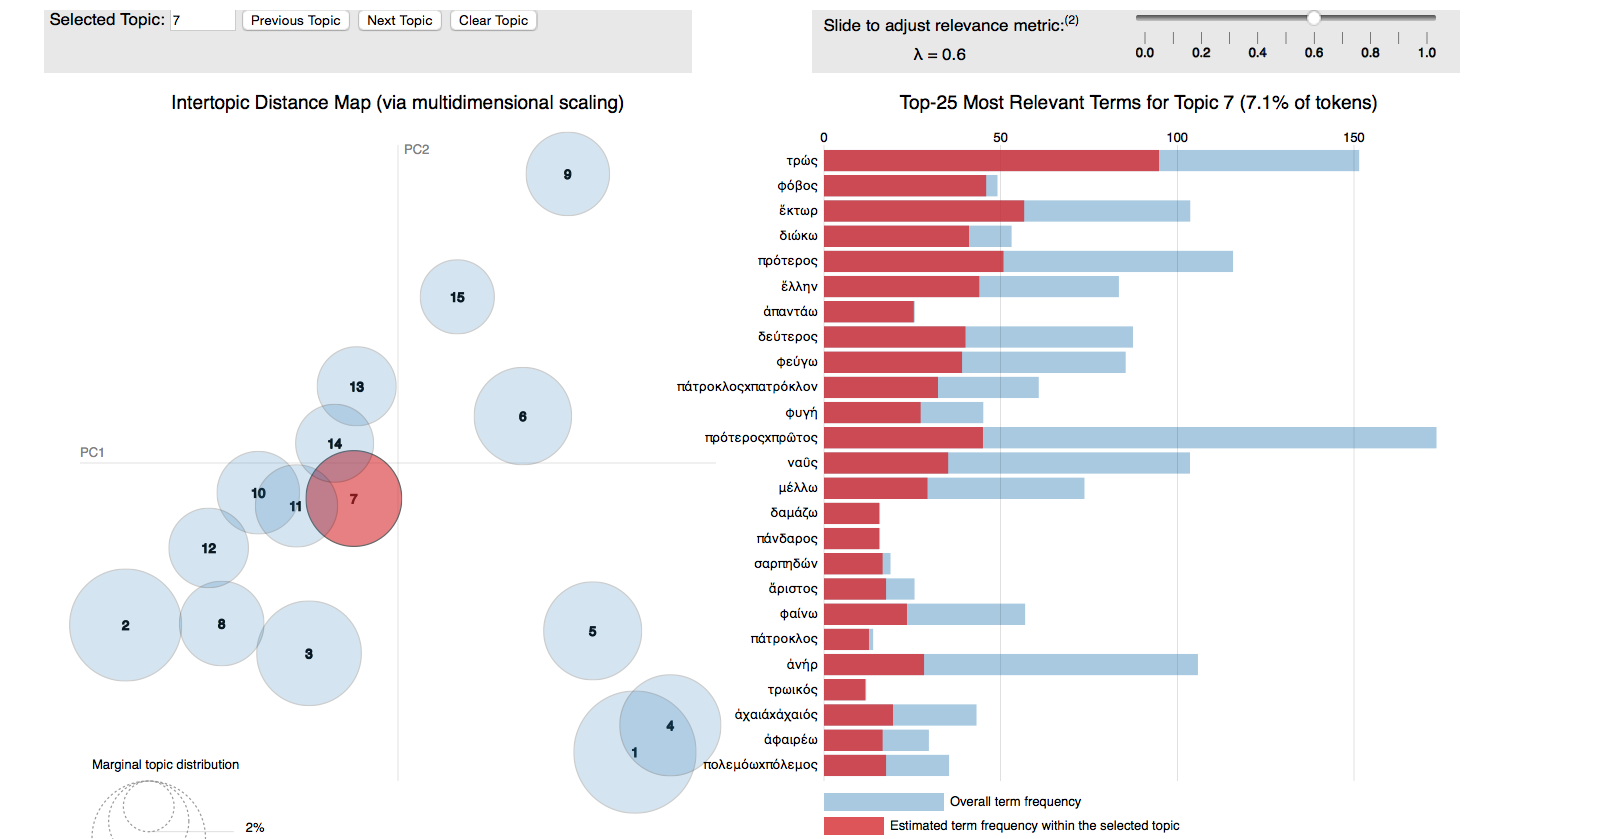 Selected Topic: 7 Previous Topic Next Topic Clear Topic
Slide to adjust relevance metric:(2)
λ = 0.6
0.0 0.2 0.4 0.6 0.8 1.0
Intertopic Distance Map (via multidimensional scaling)
PC2
PC1
9
15
13
6
14
10
11
7
12
2
8
3
5
4
1
Marginal topic distribution
2%
Top-25 Most Relevant Terms for Topic 7 (7.1% of tokens)
0 50 100 150
τρώς
φόβος
ἕκτωρ
διώκω
πρότερος
ἕλλην
ἀπαντάω
δεύτερος
φεύγω
πάτροκλοςxπατρόκλον
φυγή
πρότεροςxπρῶτος
ναῦς
μέλλω
δαμάζω
πάνδαρος
σαρπηδών
ἄριστος
φαίνω
πάτροκλος
ἀνήρ
τρωικός
ἀχαιάxἀχαιός
ἀφαιρέω
πολεμόωxπόλεμος
Overall term frequency
Estimated term frequency within the selected topic